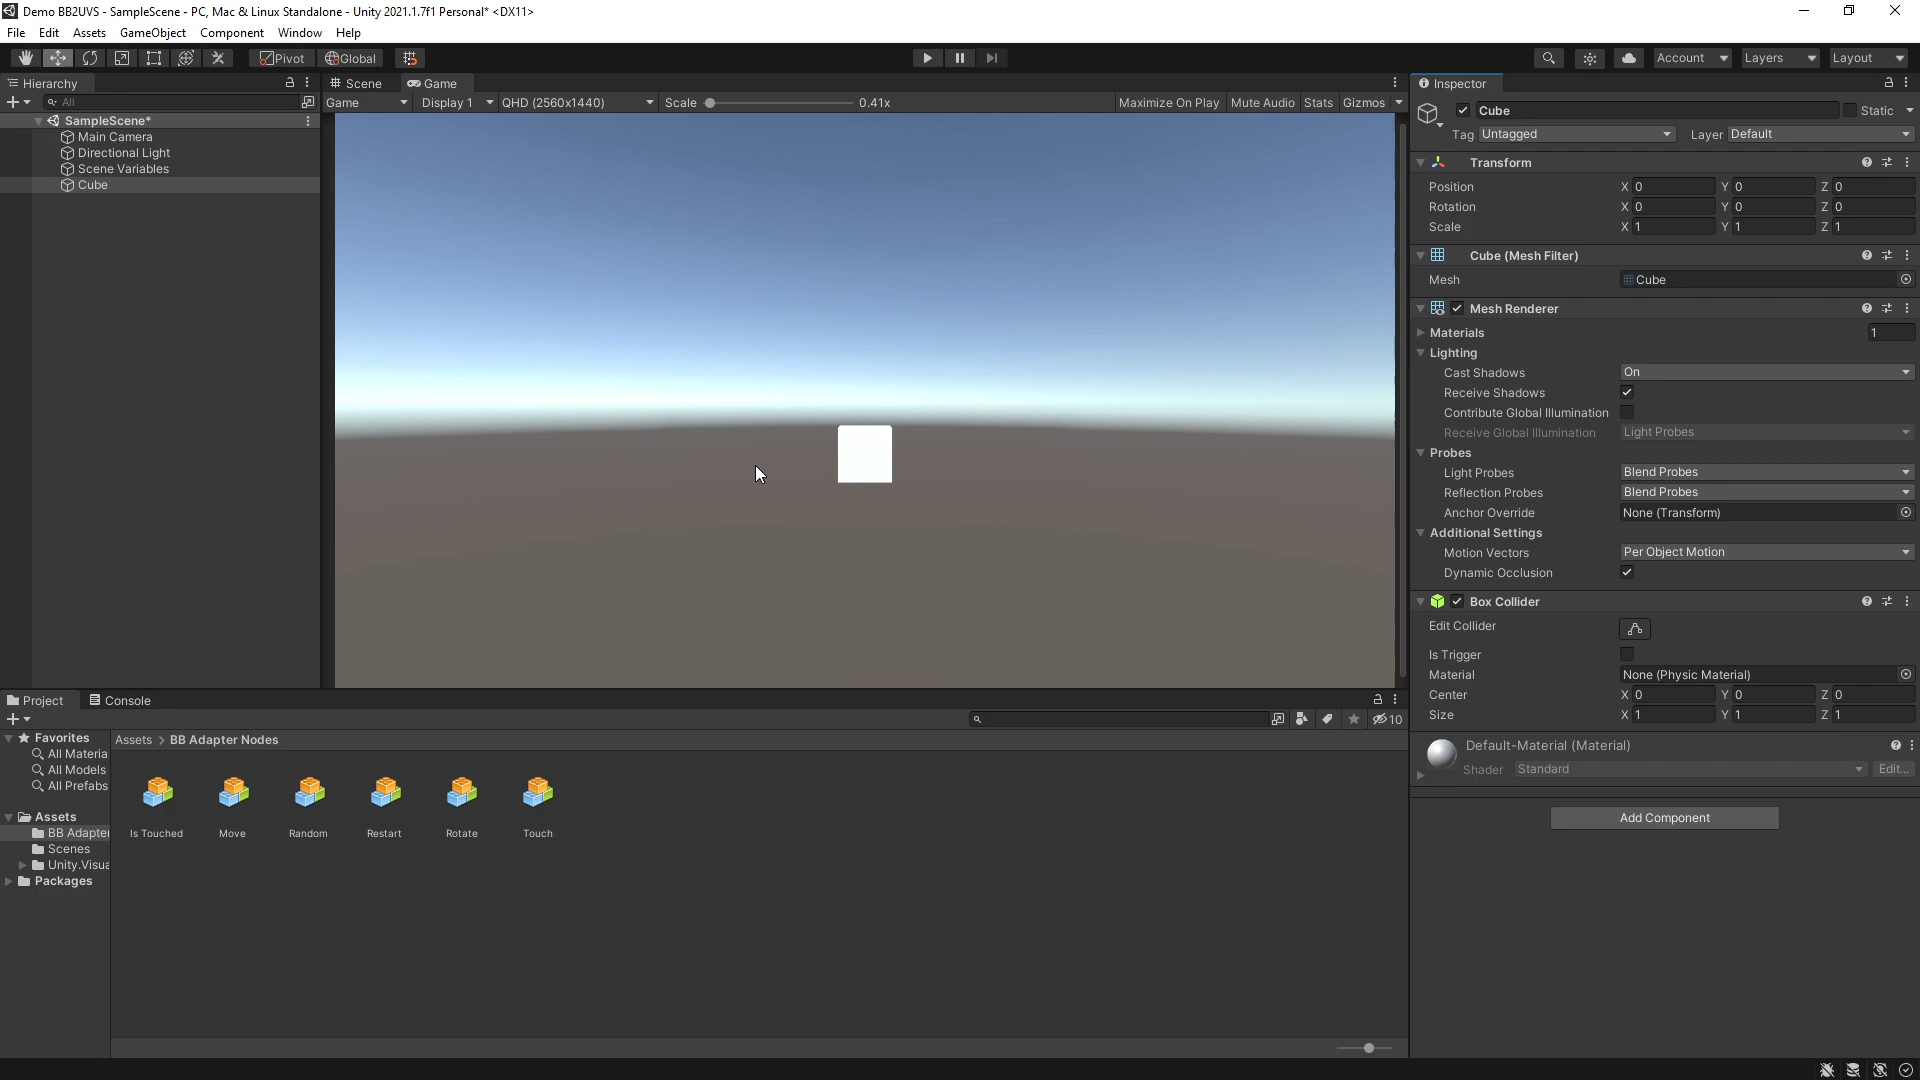 Demo BB2UVS - SampleScene - PC, Mac & Linux Standalone - Unity 2021.1.7f1 Personal* <DX11>
File Edit Assets GameObject Component Window Help
Pivot Global Account Layers Layout
Hierarchy
All
SampleScene*
Main Camera
Directional Light
Scene Variables
Cube
Scene Game
Game Display 1 QHD (2560x1440) Scale 0.41x Maximize On Play Mute Audio Stats Gizmos
Inspector
Cube Static
Tag Untagged Layer Default
Transform
Position X 0 Y 0 Z 0
Rotation X 0 Y 0 Z 0
Scale X 1 Y 1 Z 1
Cube (Mesh Filter)
Mesh Cube
Mesh Renderer
Materials 1
Lighting
Cast Shadows On
Receive Shadows
Contribute Global Illumination
Receive Global Illumination Light Probes
Probes
Light Probes Blend Probes
Reflection Probes Blend Probes
Anchor Override None (Transform)
Additional Settings
Motion Vectors Per Object Motion
Dynamic Occlusion
Box Collider
Edit Collider
Is Trigger
Material None (Physic Material)
Center X 0 Y 0 Z 0
Size X 1 Y 1 Z 1
Default-Material (Material)
Shader Standard Edit...
Add Component
Project Console
10
Favorites
All Materia
All Models
All Prefabs
Assets
BB Adapter
Scenes
Unity.Visua
Packages
Assets > BB Adapter Nodes
Is Touched Move Random Restart Rotate Touch